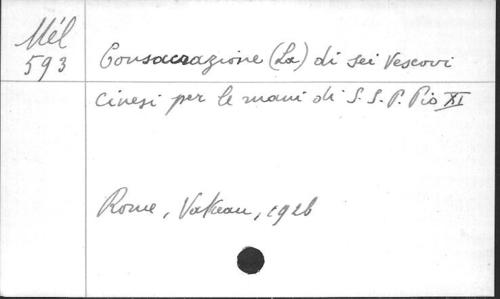 Mél
593
Consacrazione (La) di sei Vescovi
Cinesi per le mani di S. S. P. Pio XI
Rome, Vatican, 1926